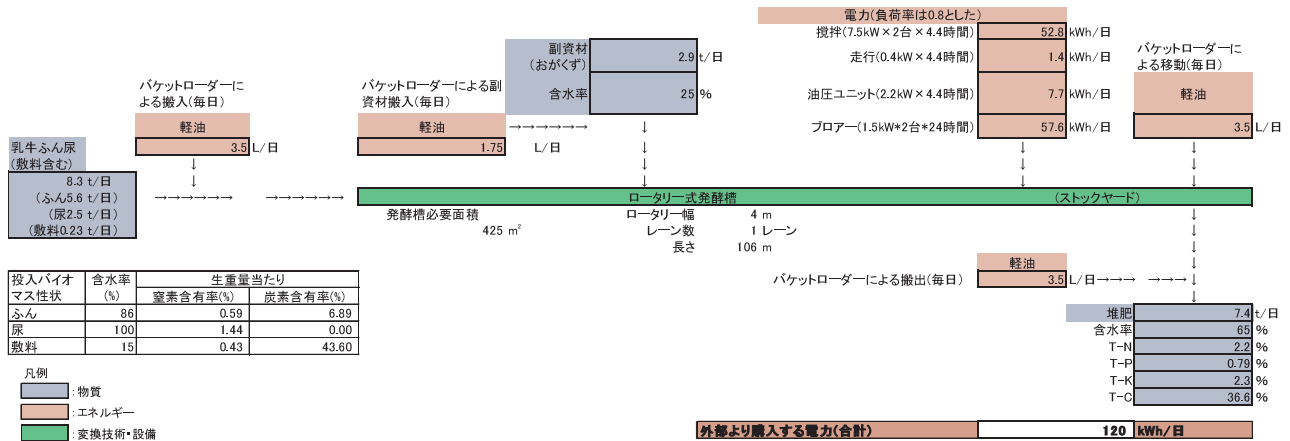 電力(負荷率は0.8とした)
撹拌(7.5kW×2台×4.4時間) 52.8 kWh/日
走行(0.4kW×4.4時間) 1.4 kWh/日
油圧ユニット(2.2kW×4.4時間) 7.7 kWh/日
ブロアー(1.5kW*2台*24時間) 57.6 kWh/日
副資材
(おがくず) 2.9 t/日
含水率 25 %
バケットローダーに
よる搬入(毎日)
軽油
3.5 L/日
バケットローダーによる副
資材搬入(毎日)
軽油 →→→→→→
1.75 L/日
バケットローダーに
よる移動(毎日)
軽油
3.5 L/日
乳牛ふん尿
(敷料含む)
8.3 t/日
(ふん5.6 t/日)
(尿2.5 t/日)
(敷料0.23 t/日)
→→→→→→ →→→→→→
ロータリー式発酵槽 (ストックヤード)
発酵槽必要面積 ロータリー幅 4 m
425 ㎡ レーン数 1 レーン
長さ 106 m
軽油
バケットローダーによる搬出(毎日) 3.5 L/日→→→ →→→
投入バイオ
マス性状
含水率
(%)
生重量当たり
窒素含有率(%) 炭素含有率(%)
ふん 86 0.59 6.89
尿 100 1.44 0.00
敷料 15 0.43 43.60
堆肥 7.4 t/日
含水率 65 %
T-N 2.2 %
T-P 0.79 %
T-K 2.3 %
T-C 36.6 %
凡例
:物質
:エネルギー
:変換技術・設備
外部より購入する電力(合計) 120 kWh/日